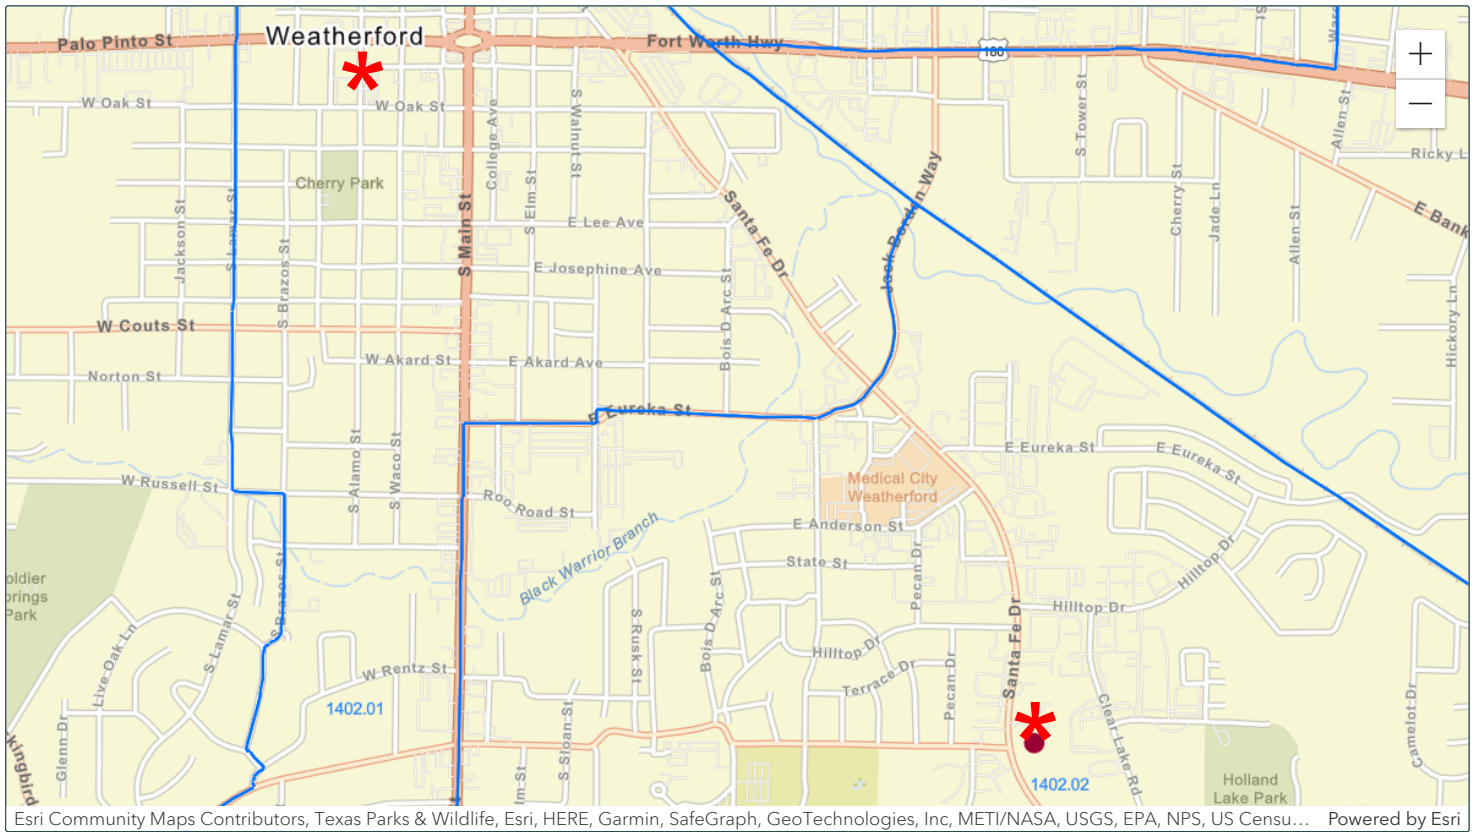 Palo Pinto St
Weatherford
Fort Worth Hwy
180
+
−
W Oak St
W Oak St
College Ave
S Walnut St
S Tower St
Allen St
Ricky L
Cherry Park
Jackson St
S Lamar St
S Brazos St
S Main St
S Elm St
E Lee Ave
Santa Fe Dr
Jack Borden Way
Cherry St
Jade Ln
Allen St
E Bank
E Josephine Ave
Bois D Arc St
W Couts St
Hickory Ln
W Akard St
E Akard Ave
Norton St
E Eureka St
S Alamo St
S Waco St
E Eureka St
E Eureka St
Medical City
Weatherford
W Russell St
Roo Road St
E Anderson St
Black Warrior Branch
State St
Pecan Dr
Hilltop Dr
oldier
orings
Park
S Brazos St
S Lamar St
Live Oak Ln
S Rusk St
Bois D Arc St
Hilltop Dr
Santa Fe Dr
Hilltop Dr
W Rentz St
Terrace Dr
Pecan Dr
1402.01
Clear Lake Rd
Camelot Dr
kingbird
Glenn Dr
lm St
S Sloan St
1402.02
Holland
Lake Park
Esri Community Maps Contributors, Texas Parks & Wildlife, Esri, HERE, Garmin, SafeGraph, GeoTechnologies, Inc, METI/NASA, USGS, EPA, NPS, US Censu... Powered by Esri